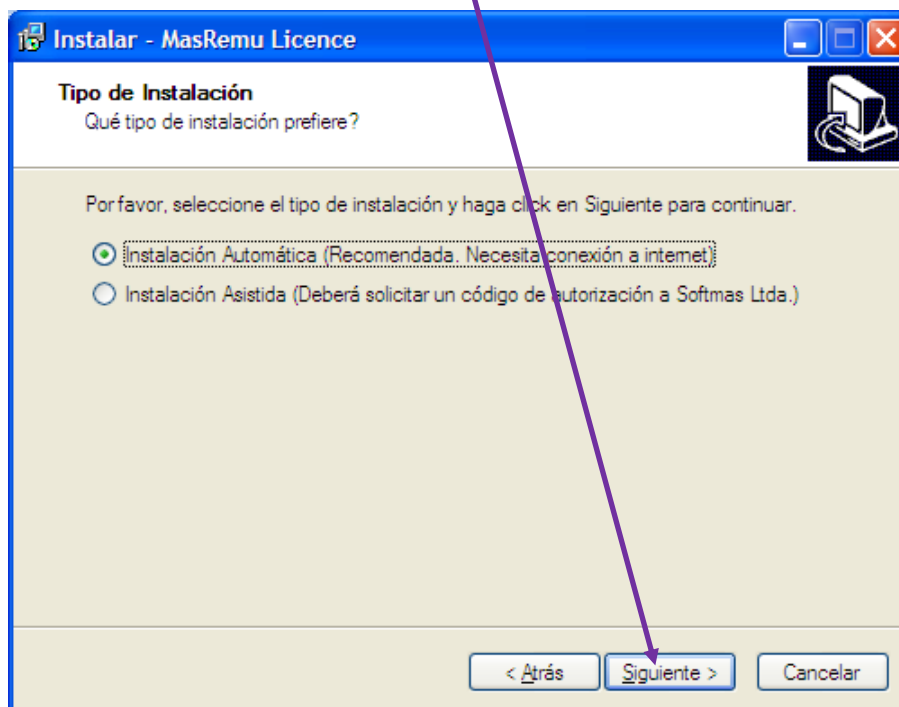 Instalar - MasRemu Licence
Tipo de Instalación
Qué tipo de instalación prefiere?
Por favor, seleccione el tipo de instalación y haga click en Siguiente para continuar.
Instalación Automática (Recomendada. Necesita conexión a internet)
Instalación Asistida (Deberá solicitar un código de autorización a Softmas Ltda.)
< Atrás Siguiente > Cancelar